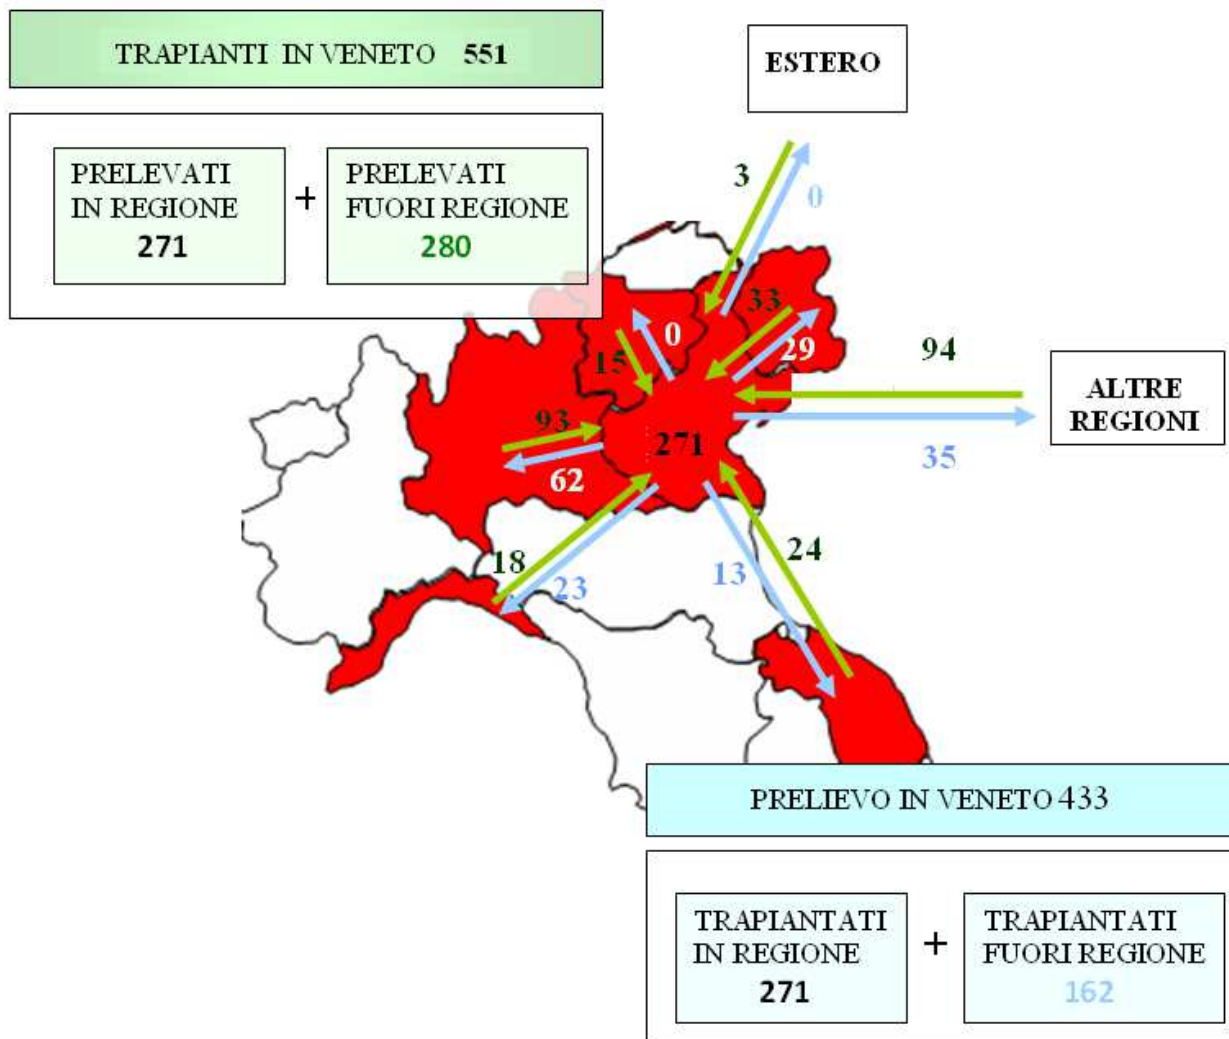 TRAPIANTI IN VENETO 551
PRELEVATI
IN REGIONE
271
+
PRELEVATI
FUORI REGIONE
280
ESTERO
3
0
33
29
0
15
94
35
ALTRE
REGIONI
93
62
271
18
23
13
24
PRELIEVO IN VENETO 433
TRAPIANTATI
IN REGIONE
271
+
TRAPIANTATI
FUORI REGIONE
162